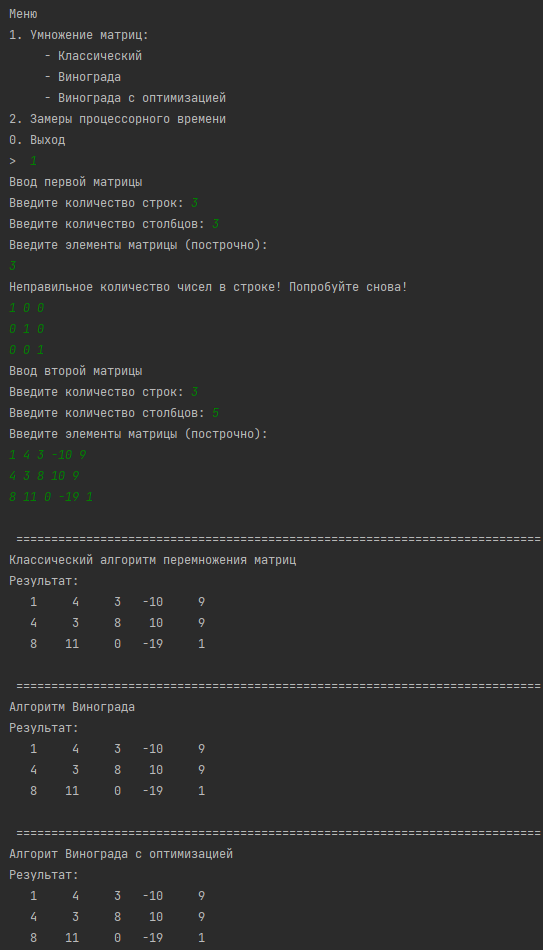 Меню
1. Умножение матриц:
- Классический
- Винограда
- Винограда с оптимизацией
2. Замеры процессорного времени
0. Выход
> 1
Ввод первой матрицы
Введите количество строк: 3
Введите количество столбцов: 3
Введите элементы матрицы (построчно):
3
Неправильное количество чисел в строке! Попробуйте снова!
1 0 0
0 1 0
0 0 1
Ввод второй матрицы
Введите количество строк: 3
Введите количество столбцов: 5
Введите элементы матрицы (построчно):
1 4 3 -10 9
4 3 8 10 9
8 11 0 -19 1
===========================================================================
Классический алгоритм перемножения матриц
Результат:
1 4 3 -10 9
4 3 8 10 9
8 11 0 -19 1
===========================================================================
Алгоритм Винограда
Результат:
1 4 3 -10 9
4 3 8 10 9
8 11 0 -19 1
===========================================================================
Алгорит Винограда с оптимизацией
Результат:
1 4 3 -10 9
4 3 8 10 9
8 11 0 -19 1